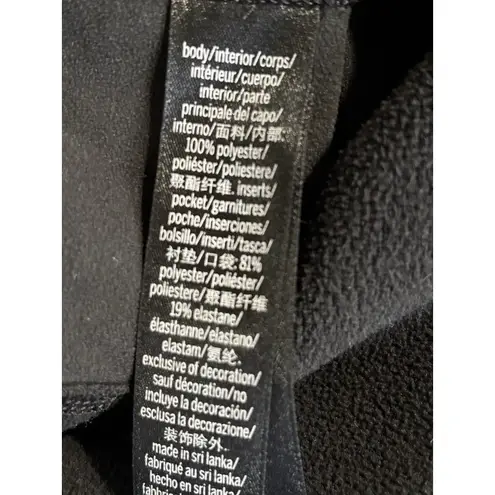 body/interior/corps/
intérieur/cuerpo/
interior/parte
principale del capo/
interno/面料/内部:
100% polyester/
poliéster/poliestere/
聚酯纤维. inserts/
pocket/garnitures/
poche/inserciones/
bolsillo/inserti/tasca/
衬垫/口袋: 81%
polyester/poliéster/
poliestere/聚酯纤维
19% elastane/
élasthanne/elastano/
elastam/氨纶.
exclusive of decoration/
sauf décoration/no
incluye la decoración/
esclusa la decorazione/
装饰除外.
made in sri lanka/
fabriqué au sri lanka/
hecho en sri lanka/